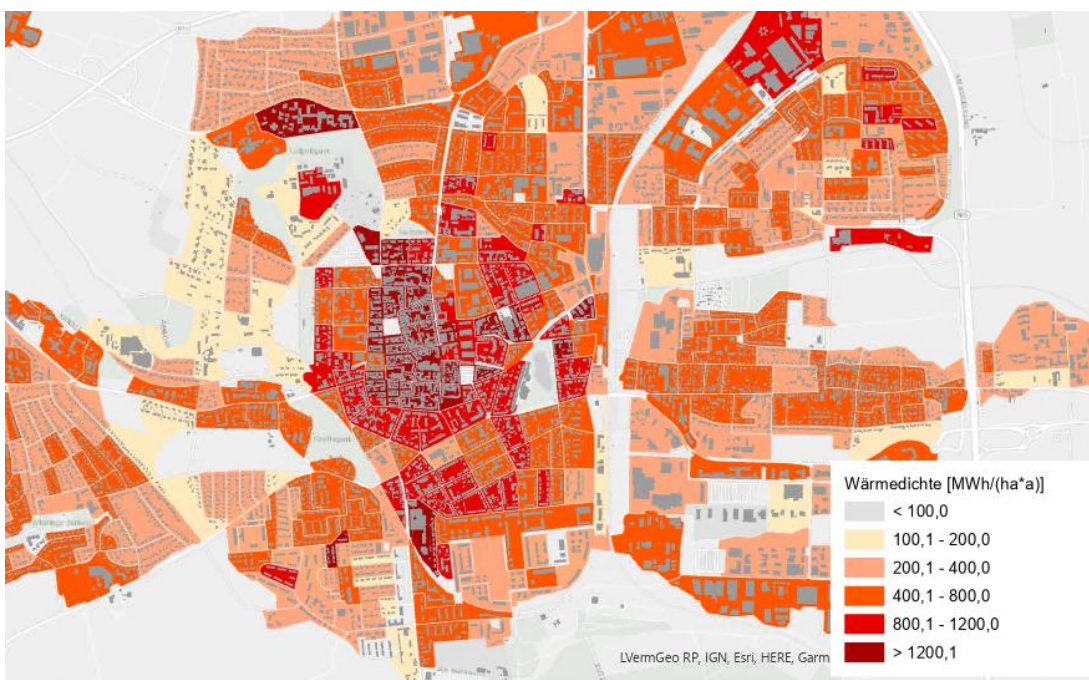 Wärmedichte [MWh/(ha*a)]
< 100,0
100,1 - 200,0
200,1 - 400,0
400,1 - 800,0
800,1 - 1200,0
> 1200,1
LVermGeo RP, IGN, Esri, HERE, Garm